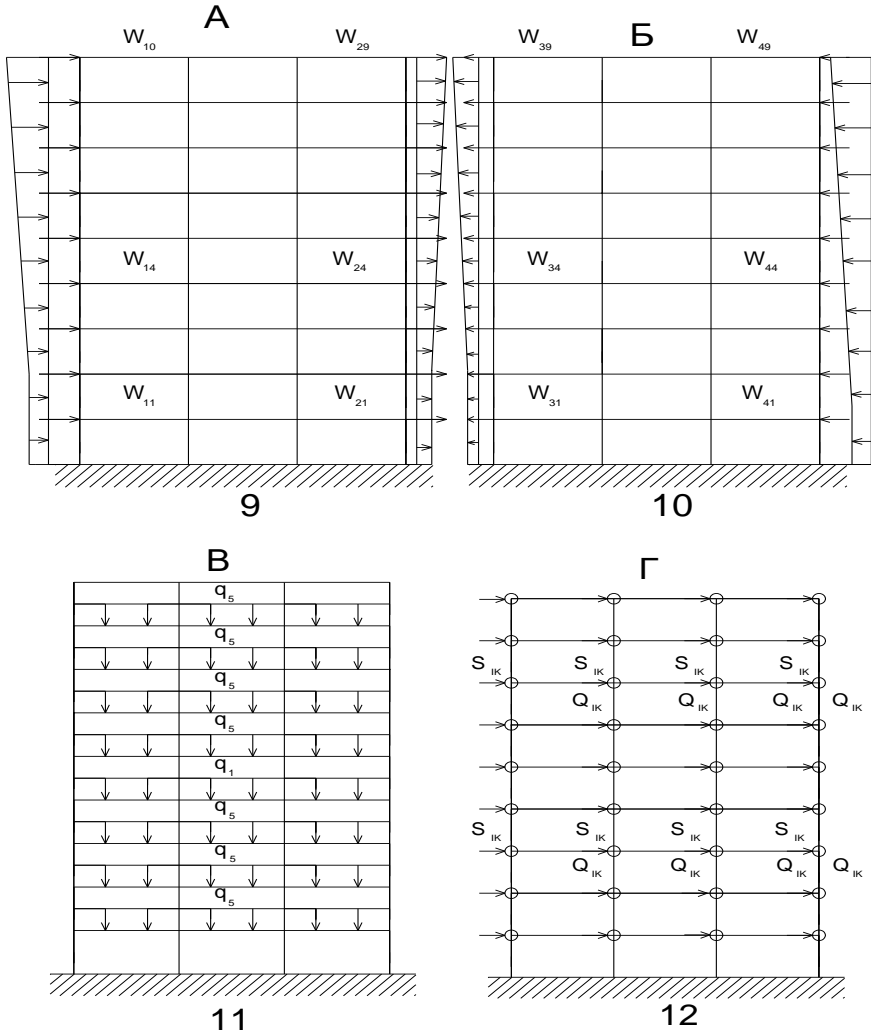 А Б
W₁₀ W₂₉ W₃₉ W₄₉
W₁₄ W₂₄ W₃₄ W₄₄
W₁₁ W₂₁ W₃₁ W₄₁
9 10
В Г
q₅
q₅
q₅
q₅
q₁
q₅
q₅
q₅
S IK S IK S IK S IK
Q IK Q IK Q IK Q IK
S IK S IK S IK S IK
Q IK Q IK Q IK Q IK
11 12